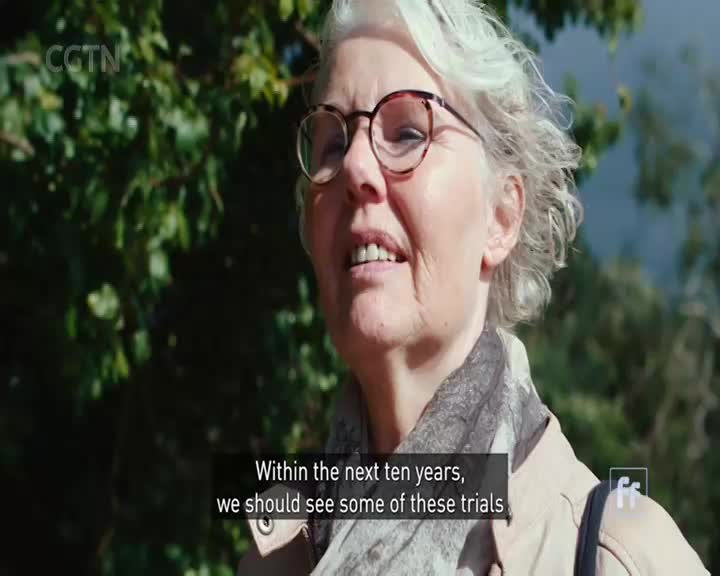 CGTN
Within the next ten years,
we should see some of these trials
ff